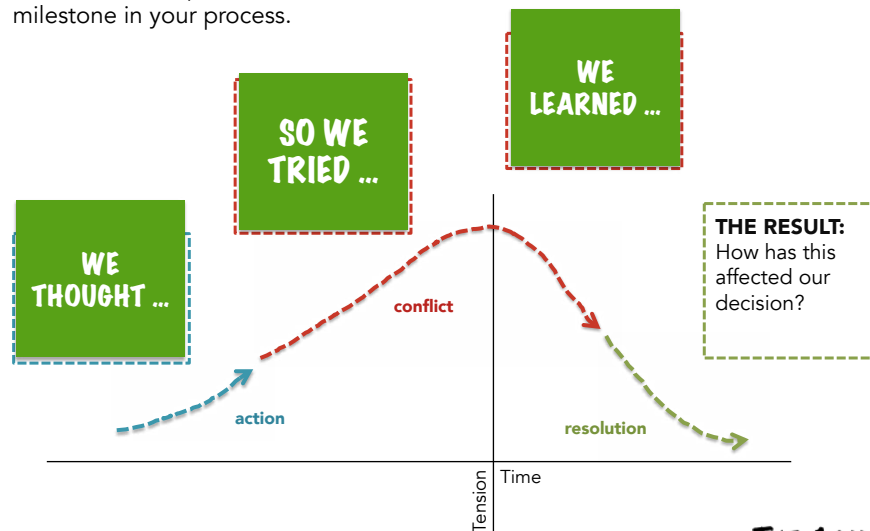 milestone in your process.
WE
LEARNED ...
SO WE
TRIED ...
WE
THOUGHT ...
THE RESULT:
How has this
affected our
decision?
conflict
action
resolution
Time
Tension